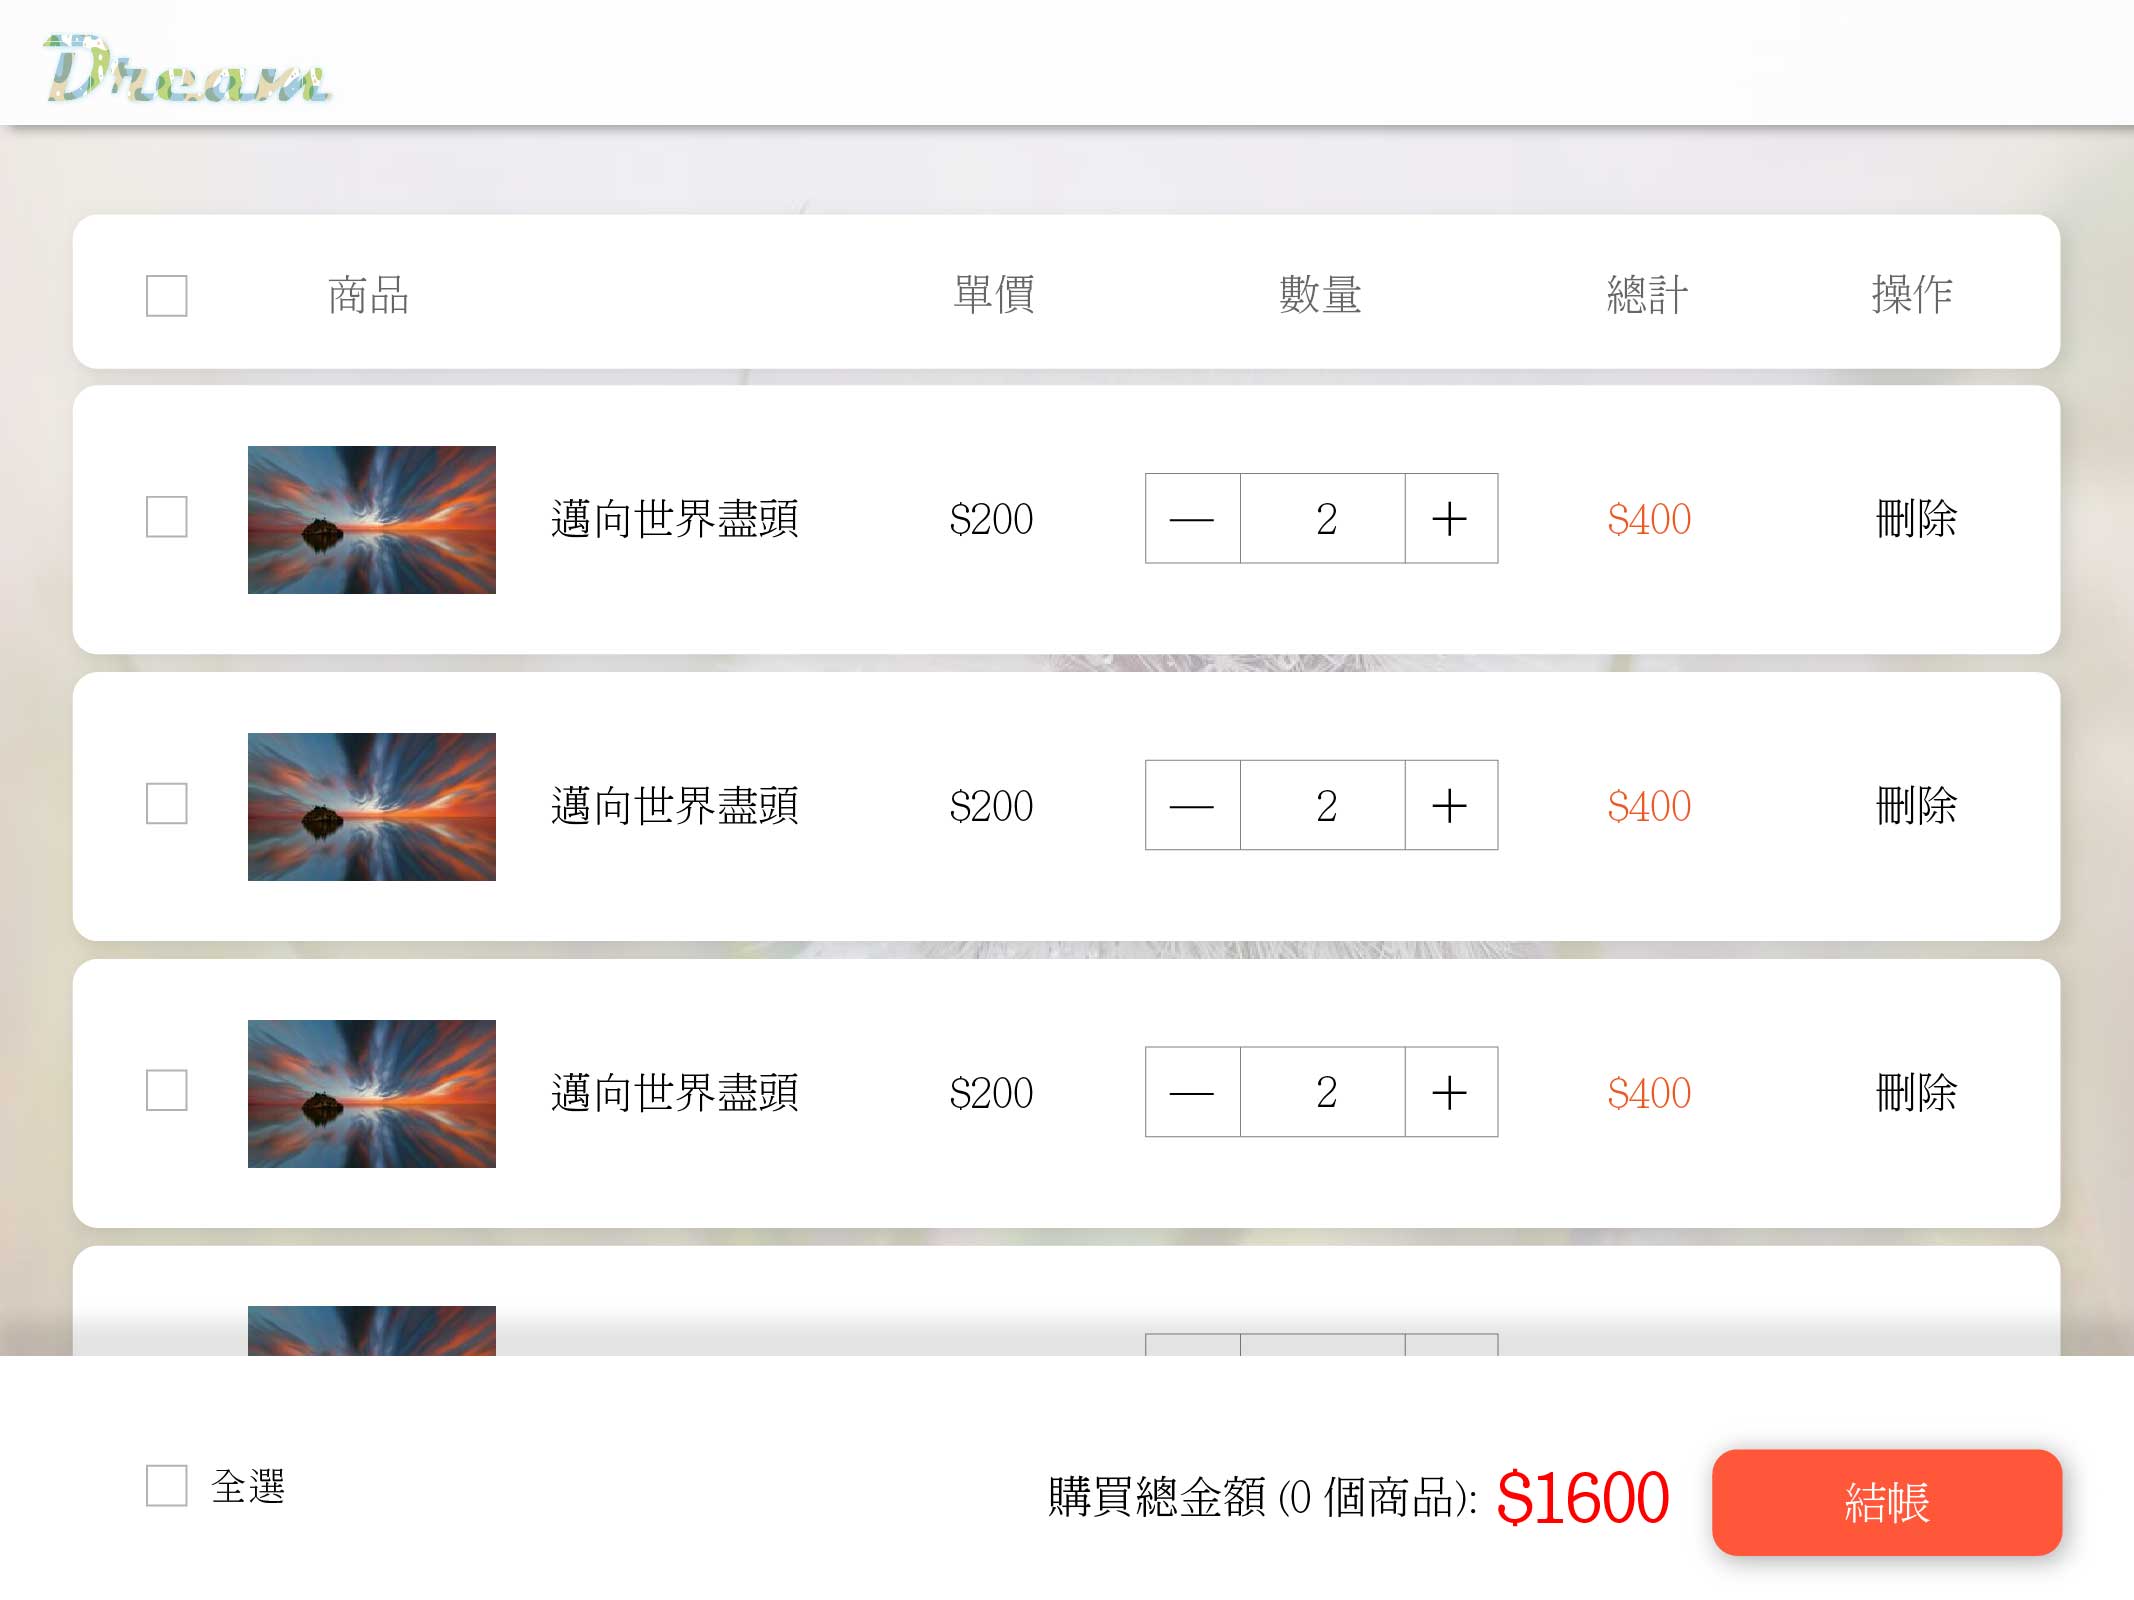 Dream
商品 單價 數量 總計 操作
邁向世界盡頭 $200 — 2 + $400 刪除
邁向世界盡頭 $200 — 2 + $400 刪除
邁向世界盡頭 $200 — 2 + $400 刪除
全選 購買總金額 (0 個商品): $1600 結帳